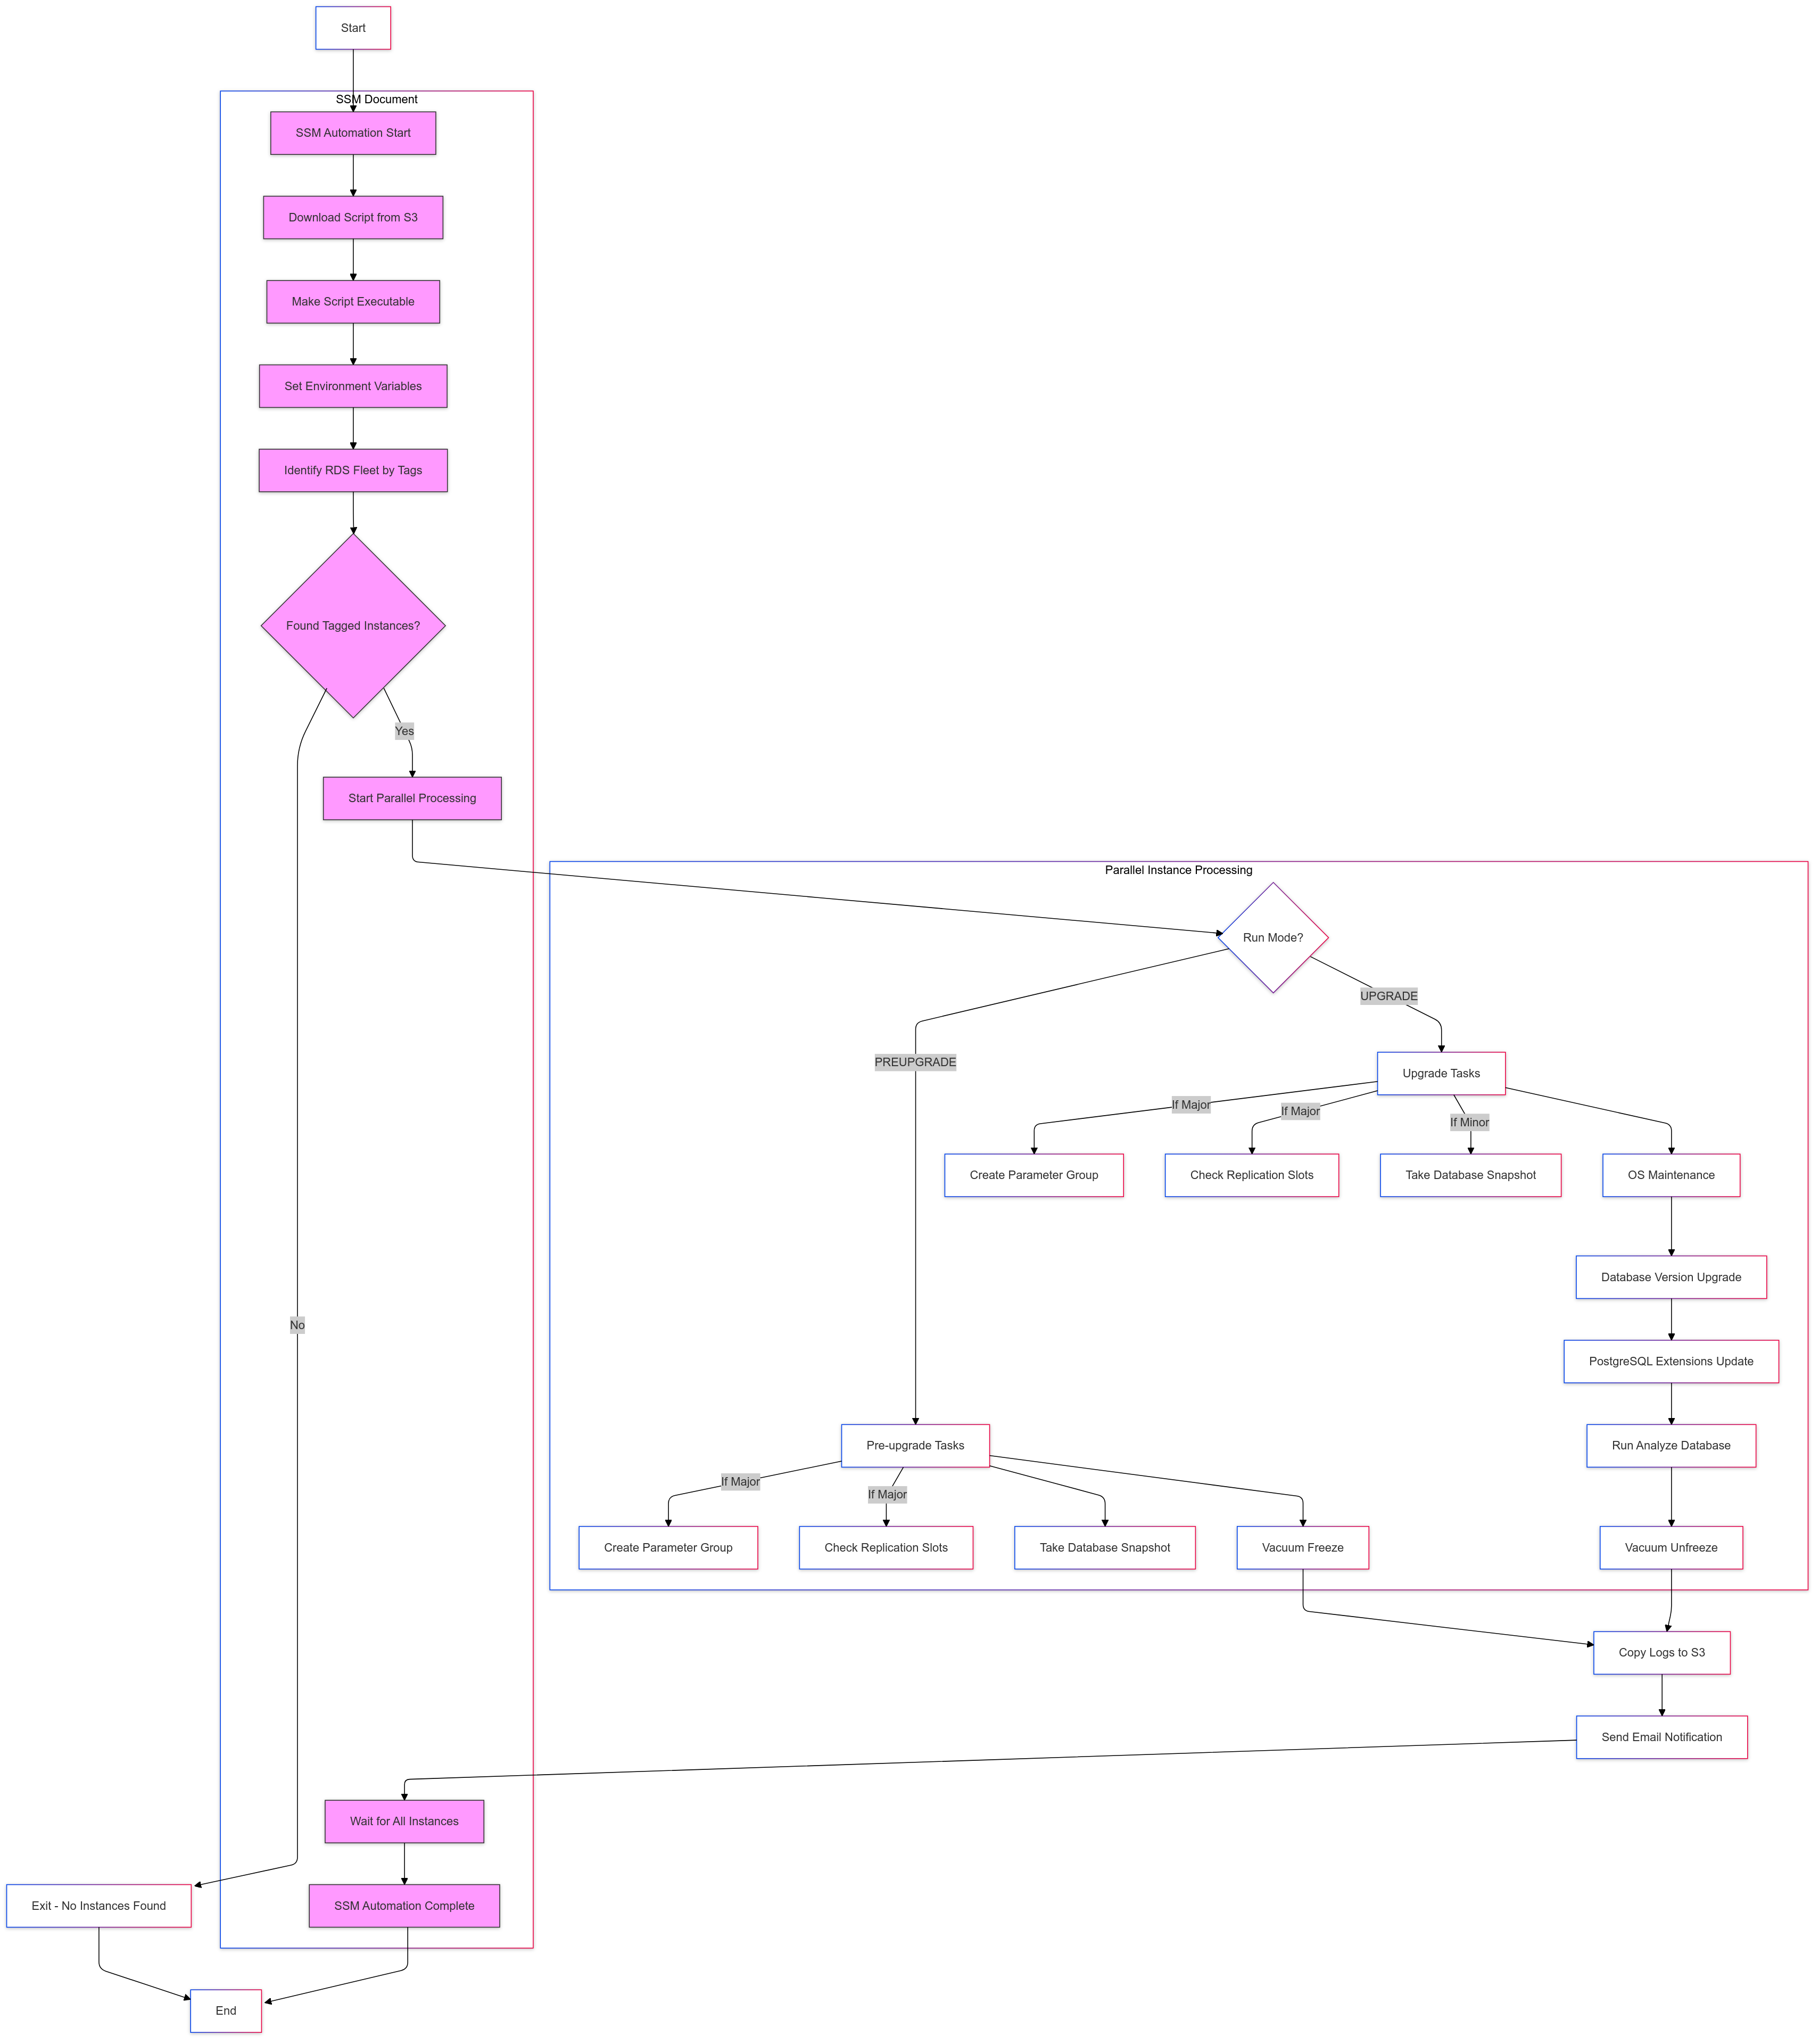 Start
SSM Document
SSM Automation Start
Download Script from S3
Make Script Executable
Set Environment Variables
Identify RDS Fleet by Tags
Found Tagged Instances?
Yes
Start Parallel Processing
Parallel Instance Processing
Run Mode?
UPGRADE
PREUPGRADE
Upgrade Tasks
If Major
If Major
If Minor
Create Parameter Group
Check Replication Slots
Take Database Snapshot
OS Maintenance
Database Version Upgrade
No
PostgreSQL Extensions Update
Pre-upgrade Tasks
Run Analyze Database
If Major
If Major
Create Parameter Group
Check Replication Slots
Take Database Snapshot
Vacuum Freeze
Vacuum Unfreeze
Copy Logs to S3
Send Email Notification
Wait for All Instances
Exit - No Instances Found
SSM Automation Complete
End